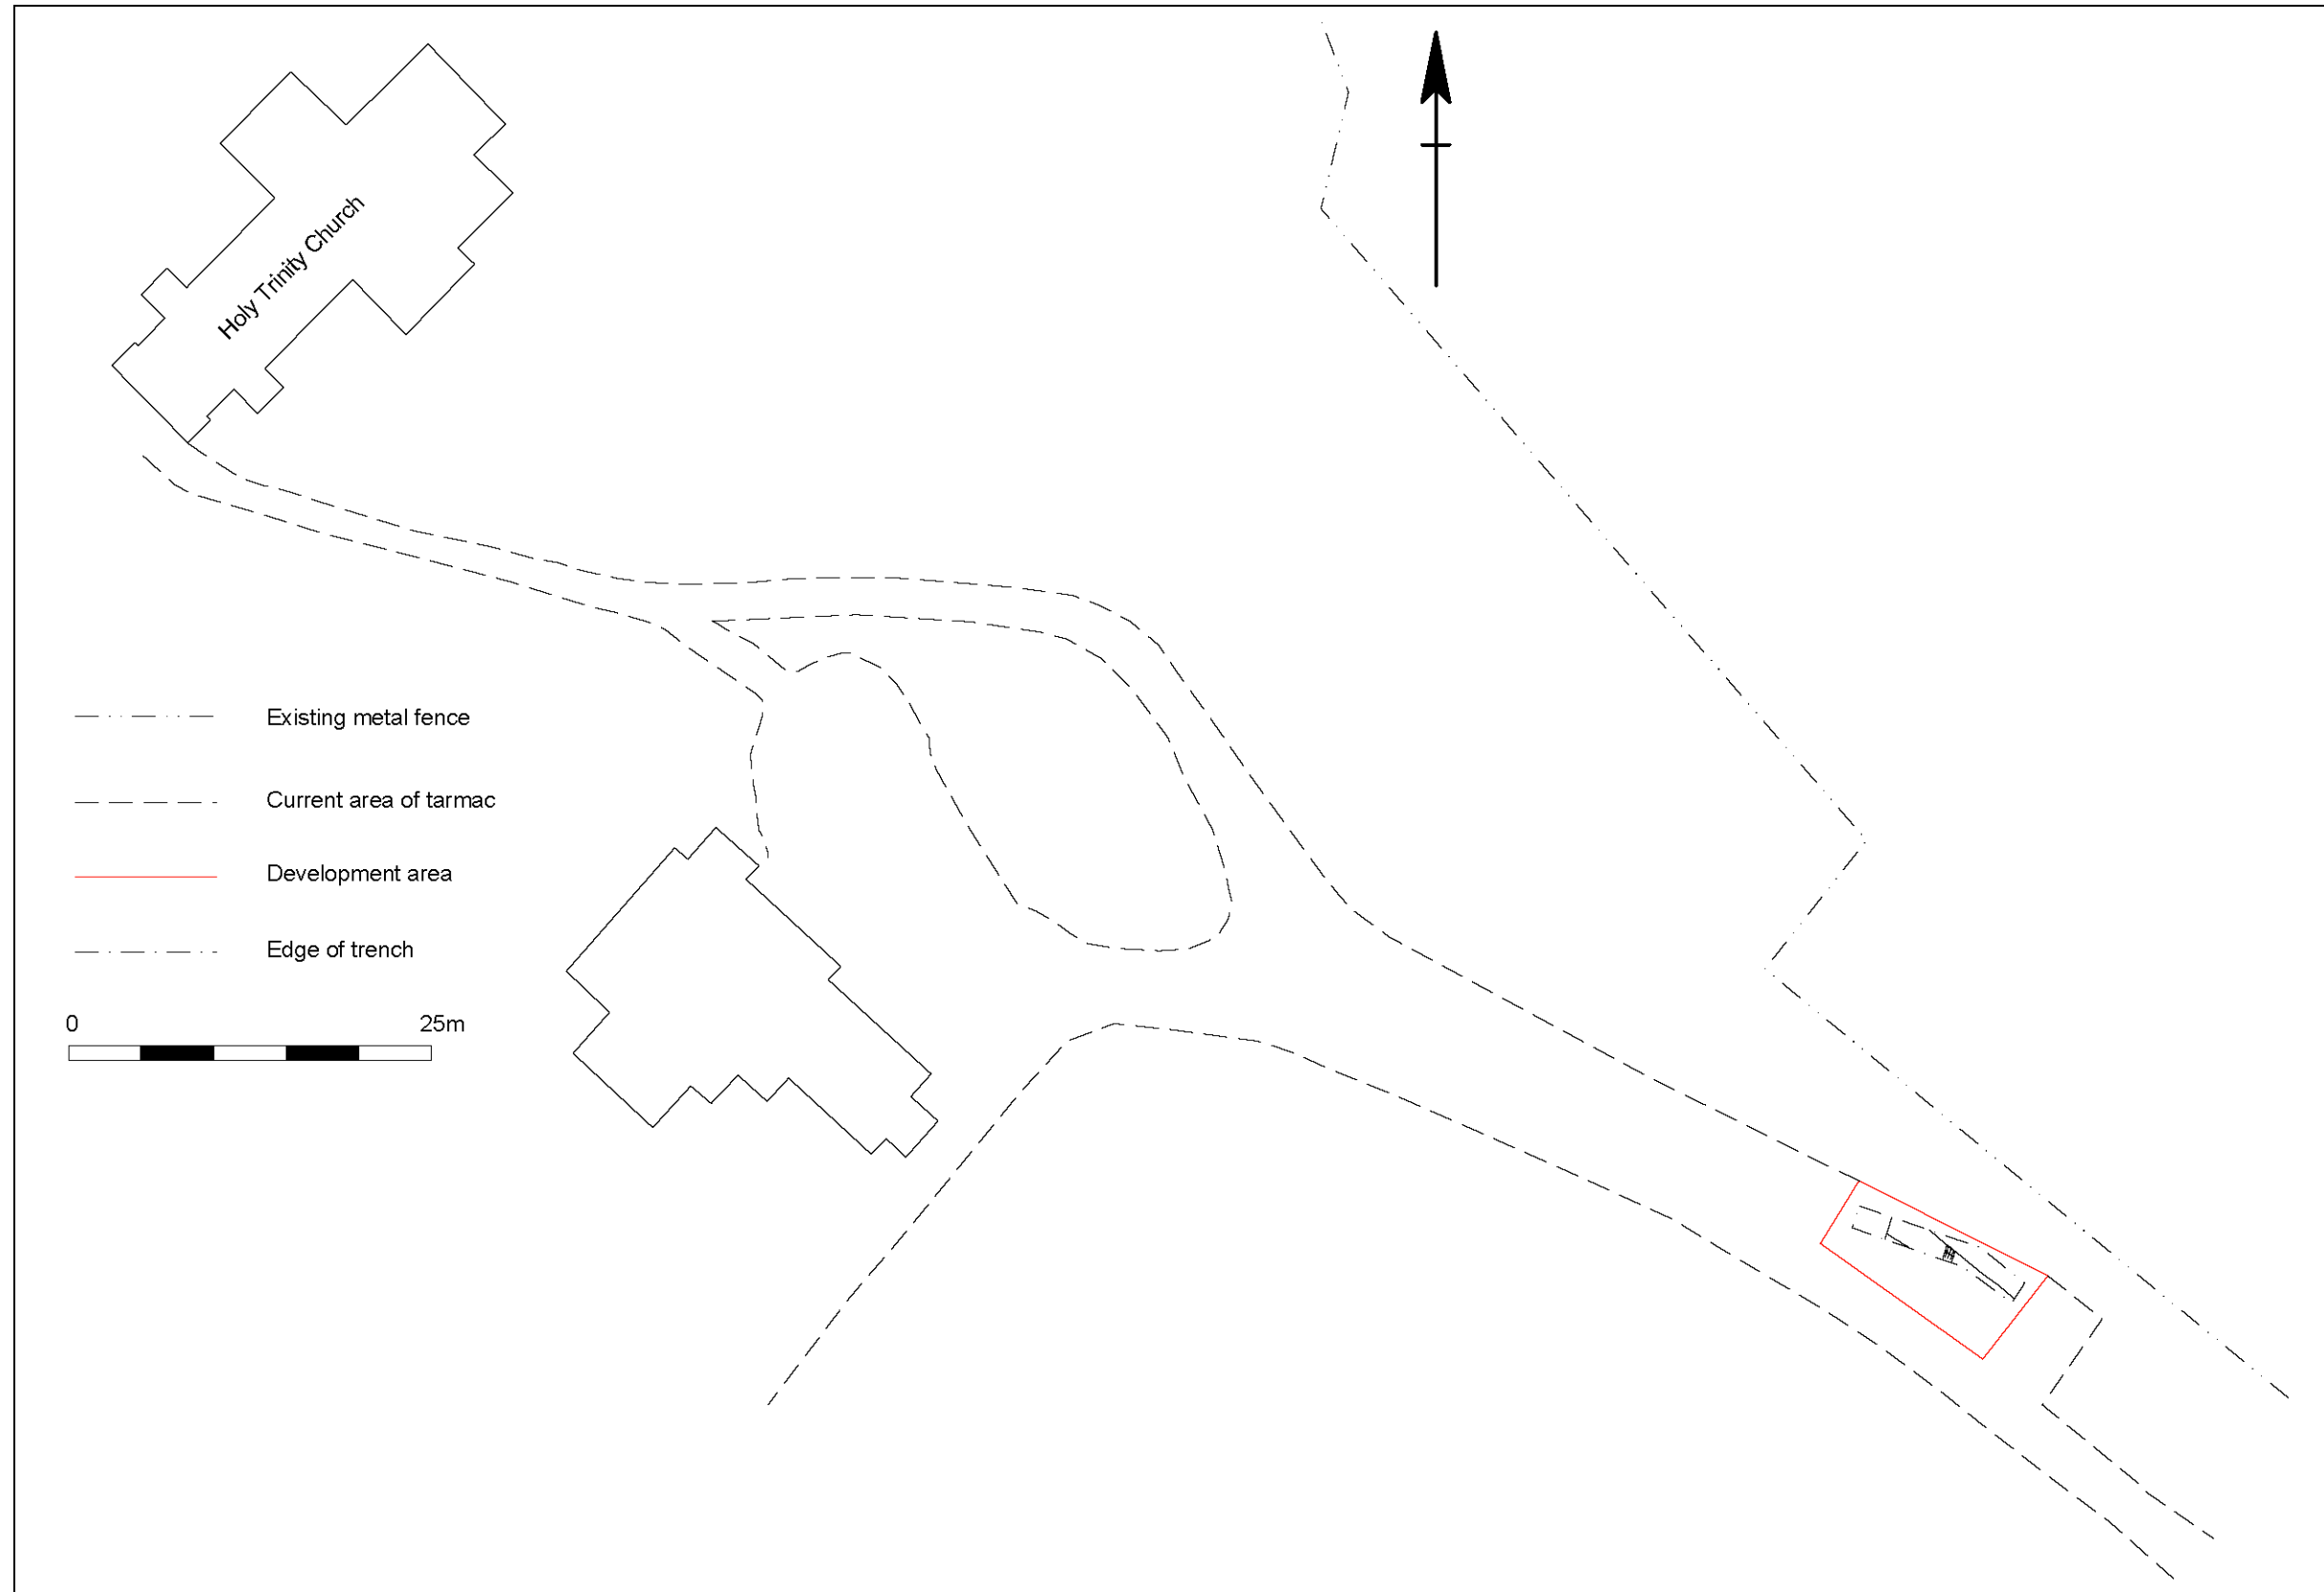 Holy Trinity Church
Existing metal fence
Current area of tarmac
Development area
Edge of trench
0 25m